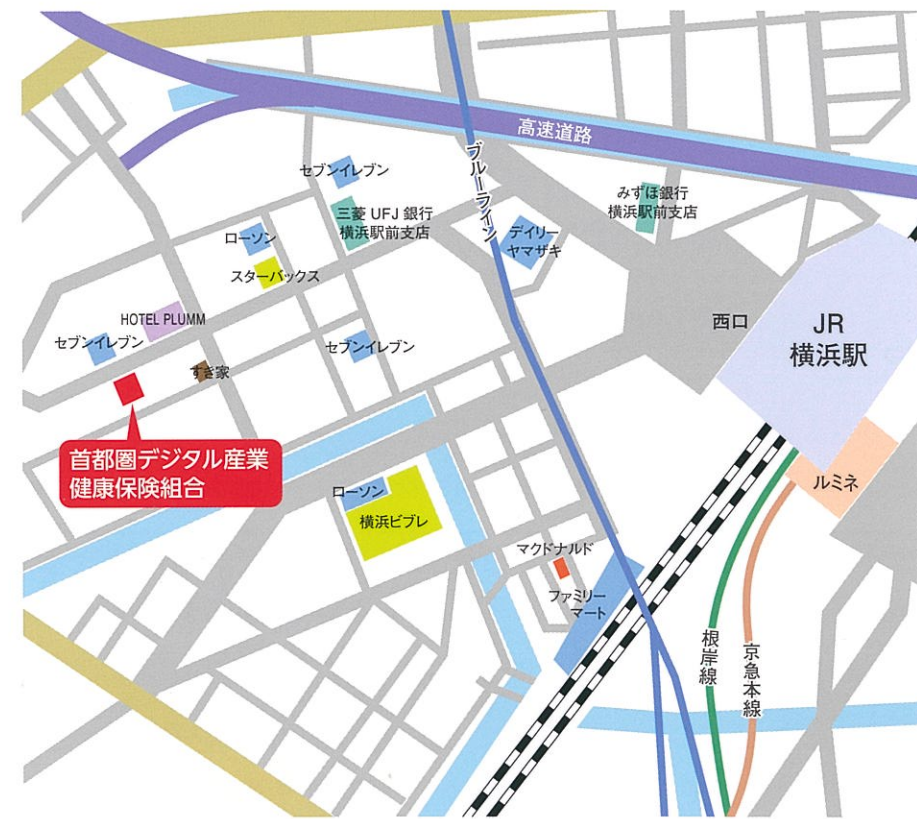 高速道路
ブルーライン
セブンイレブン
みずほ銀行
横浜駅前支店
三菱 UFJ 銀行
横浜駅前支店
ローソン
デイリー
ヤマザキ
スターバックス
HOTEL PLUMM
西口
JR
横浜駅
セブンイレブン
セブンイレブン
すき家
首都圏デジタル産業
健康保険組合
ルミネ
ローソン
横浜ビブレ
マクドナルド
ファミリー
マート
根岸線
京急本線